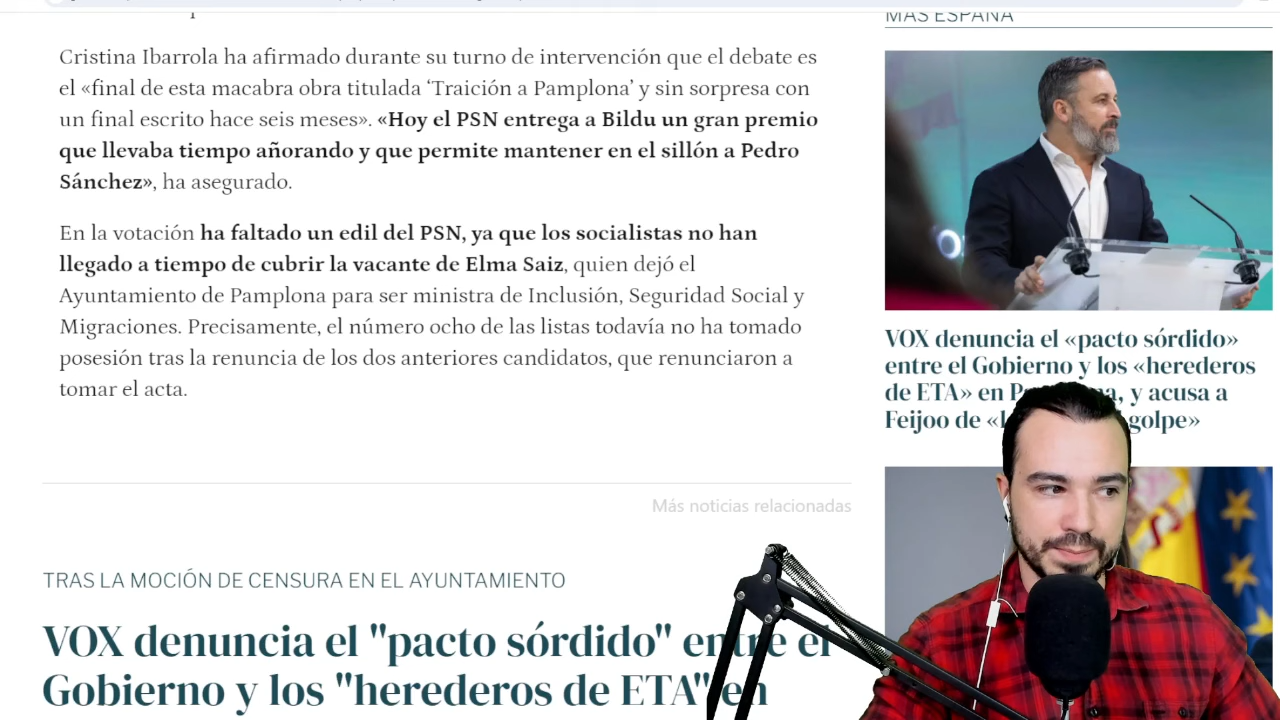 Cristina Ibarrola ha afirmado durante su turno de intervención que el debate es
el «final de esta macabra obra titulada ‘Traición a Pamplona’ y sin sorpresa con
un final escrito hace seis meses». «Hoy el PSN entrega a Bildu un gran premio
que llevaba tiempo añorando y que permite mantener en el sillón a Pedro
Sánchez», ha asegurado.
En la votación ha faltado un edil del PSN, ya que los socialistas no han
llegado a tiempo de cubrir la vacante de Elma Saiz, quien dejó el
Ayuntamiento de Pamplona para ser ministra de Inclusión, Seguridad Social y
Migraciones. Precisamente, el número ocho de las listas todavía no ha tomado
posesión tras la renuncia de los dos anteriores candidatos, que renunciaron a
tomar el acta.
Más noticias relacionadas
TRAS LA MOCIÓN DE CENSURA EN EL AYUNTAMIENTO
VOX denuncia el "pacto sórdido" entre el
Gobierno y los "herederos de ETA" en
MÁS ESPAÑA
VOX denuncia el «pacto sórdido»
entre el Gobierno y los «herederos
de ETA» en y acusa a
Feijoo de golpe»